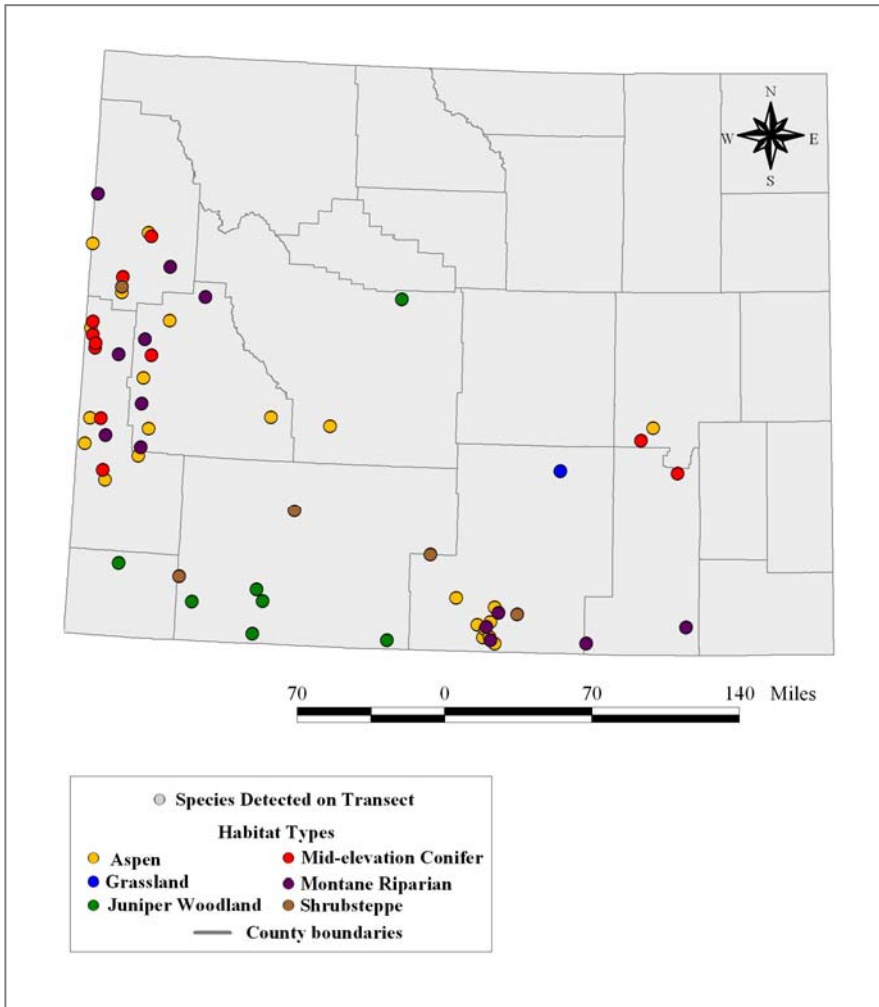 N
W E
S
70 0 70 140 Miles
Species Detected on Transect
Habitat Types
Aspen Mid-elevation Conifer
Grassland Montane Riparian
Juniper Woodland Shrubsteppe
County boundaries